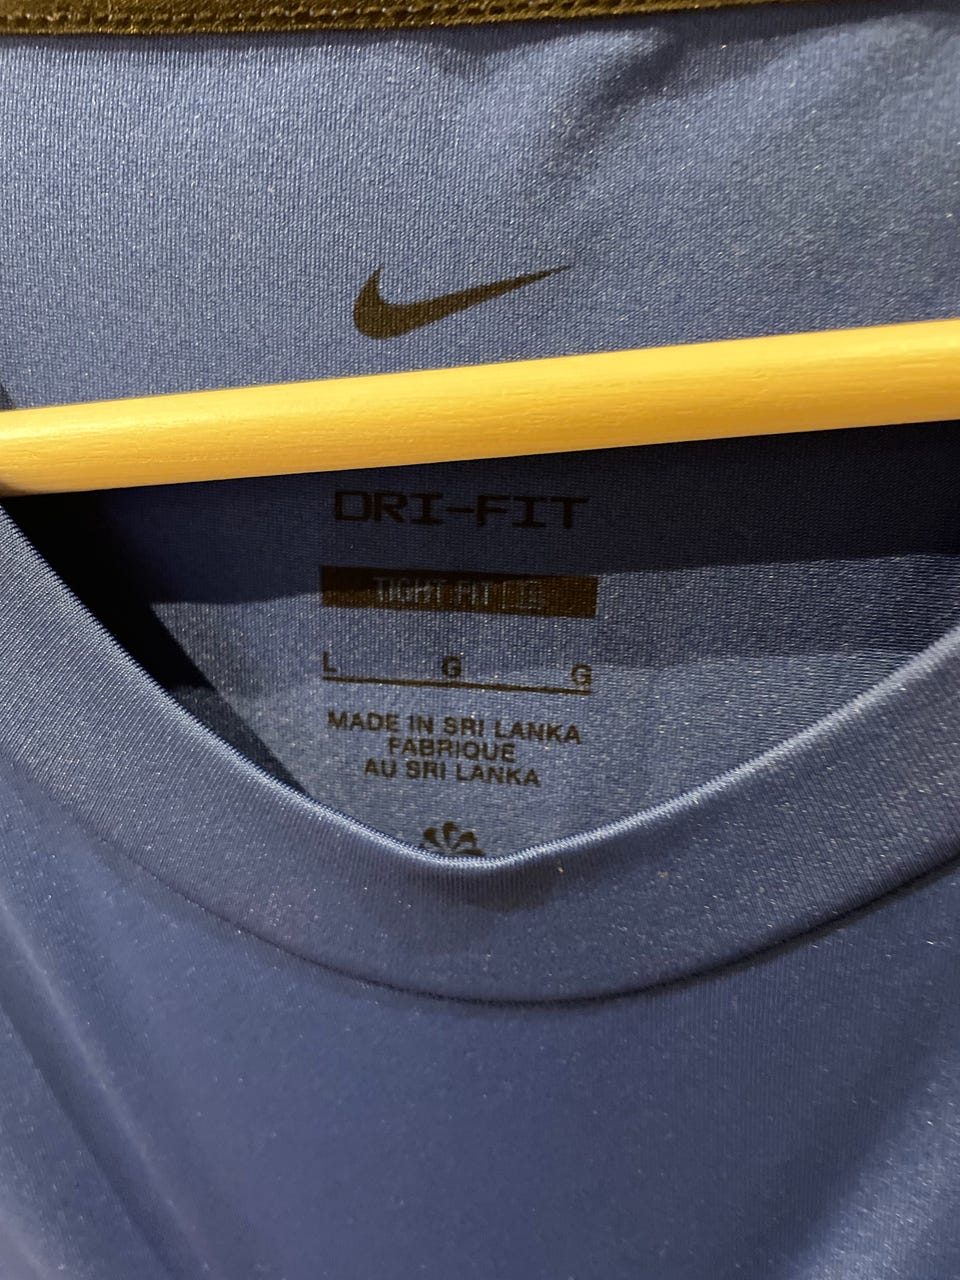 DRI-FIT
TIGHT FIT
L G G
MADE IN SRI LANKA
FABRIQUE
AU SRI LANKA